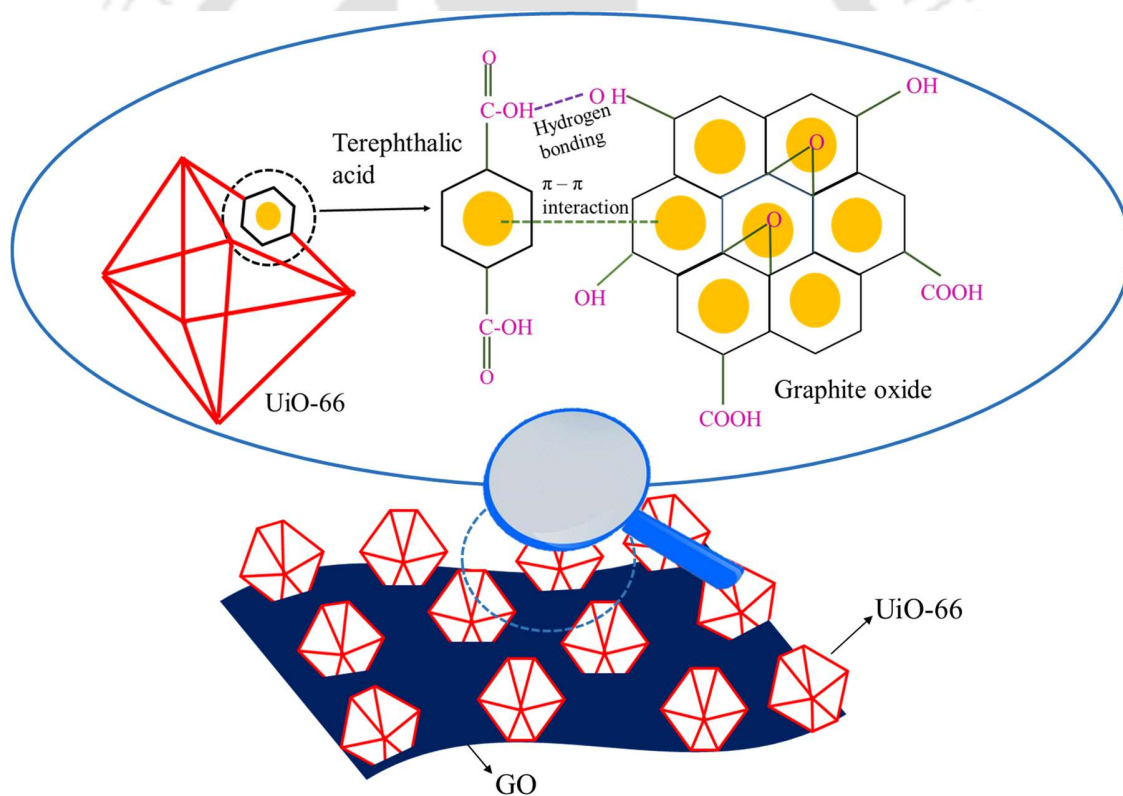 O
C-OH
O H
OH
Hydrogen
bonding
Terephthalic
acid
π – π
interaction
O
O
OH
COOH
C-OH
O
UiO-66
COOH
Graphite oxide
UiO-66
GO